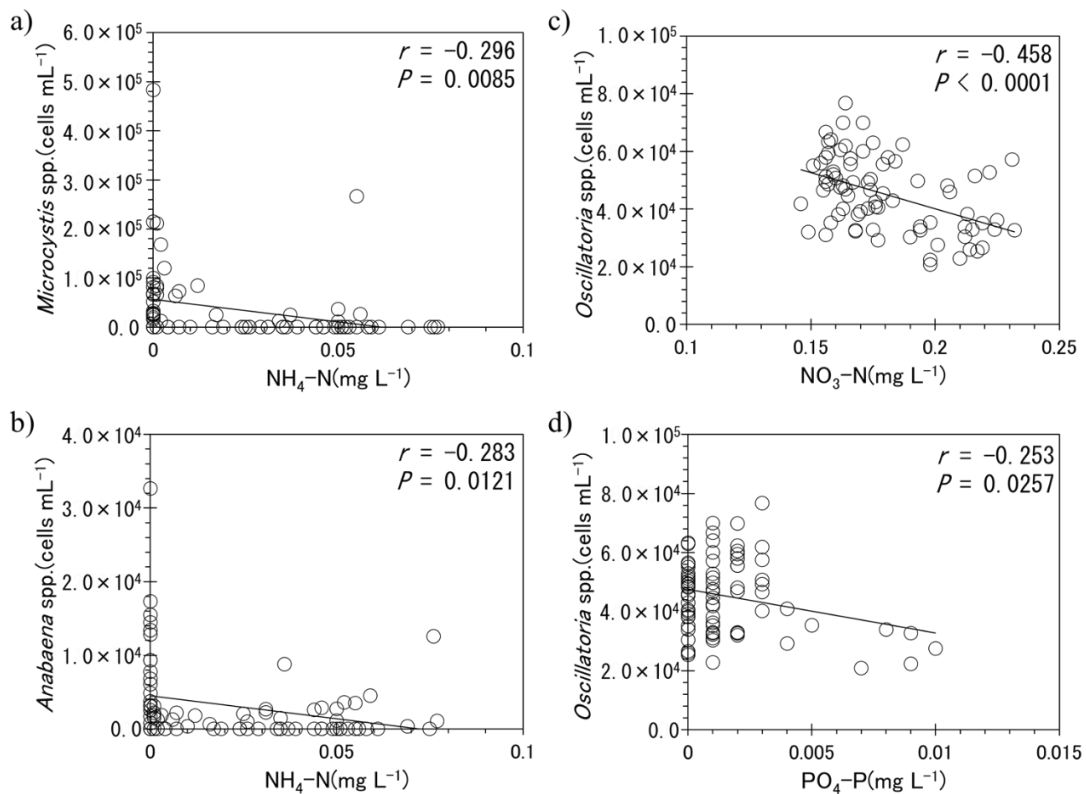 a)
r = −0.296
P = 0.0085
6.0×10⁵
5.0×10⁵
4.0×10⁵
3.0×10⁵
2.0×10⁵
1.0×10⁵
0.0
Microcystis spp.(cells mL⁻¹)
0 0.05 0.1
NH₄−N(mg L⁻¹)
c)
r = −0.458
P < 0.0001
1.0×10⁵
8.0×10⁴
6.0×10⁴
4.0×10⁴
2.0×10⁴
0.0
Oscillatoria spp.(cells mL⁻¹)
0.1 0.15 0.2 0.25
NO₃−N(mg L⁻¹)
b)
r = −0.283
P = 0.0121
4.0×10⁴
3.0×10⁴
2.0×10⁴
1.0×10⁴
0.0
Anabaena spp.(cells mL⁻¹)
0 0.05 0.1
NH₄−N(mg L⁻¹)
d)
r = −0.253
P = 0.0257
1.0×10⁵
8.0×10⁴
6.0×10⁴
4.0×10⁴
2.0×10⁴
0.0
Oscillatoria spp.(cells mL⁻¹)
0 0.005 0.01 0.015
PO₄−P(mg L⁻¹)